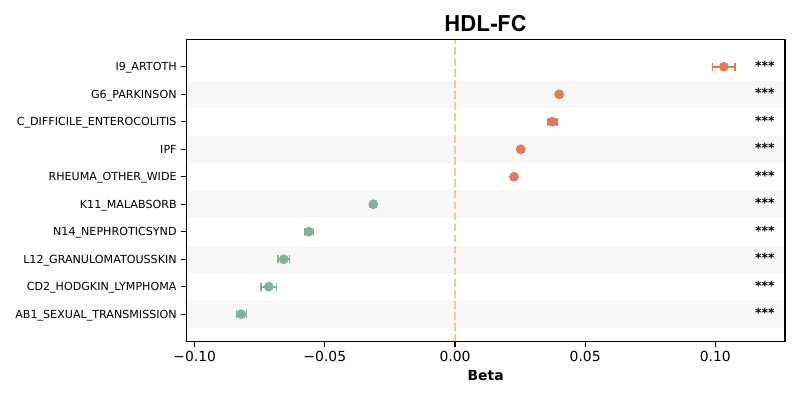 HDL-FC
I9_ARTOTH ***
G6_PARKINSON ***
C_DIFFICILE_ENTEROCOLITIS ***
IPF ***
RHEUMA_OTHER_WIDE ***
K11_MALABSORB ***
N14_NEPHROTICSYND ***
L12_GRANULOMATOUSSKIN ***
CD2_HODGKIN_LYMPHOMA ***
AB1_SEXUAL_TRANSMISSION ***
−0.10 −0.05 0.00 0.05 0.10
Beta